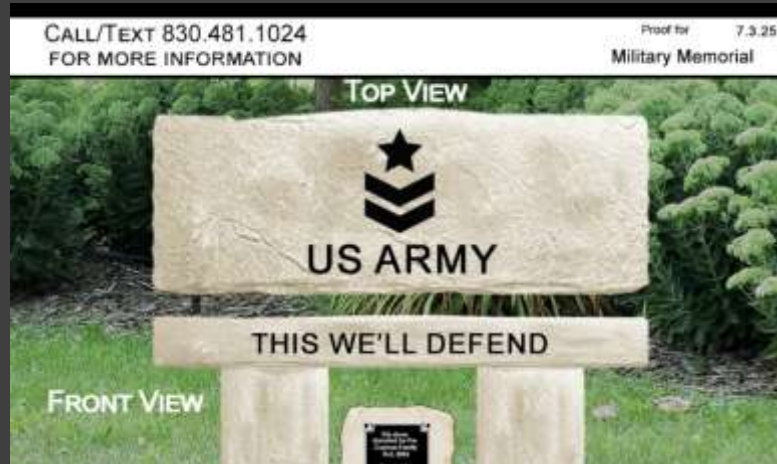 CALL/TEXT 830.481.1024
FOR MORE INFORMATION
Proof for 7.3.25
Military Memorial
TOP VIEW
US ARMY
THIS WE'LL DEFEND
FRONT VIEW